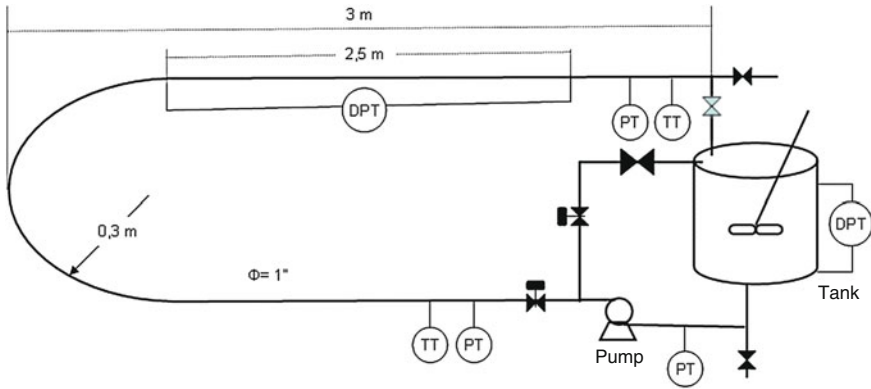 3 m
2,5 m
DPT
PT
TT
0,3 m
DPT
Φ= 1"
Tank
TT
PT
Pump
PT